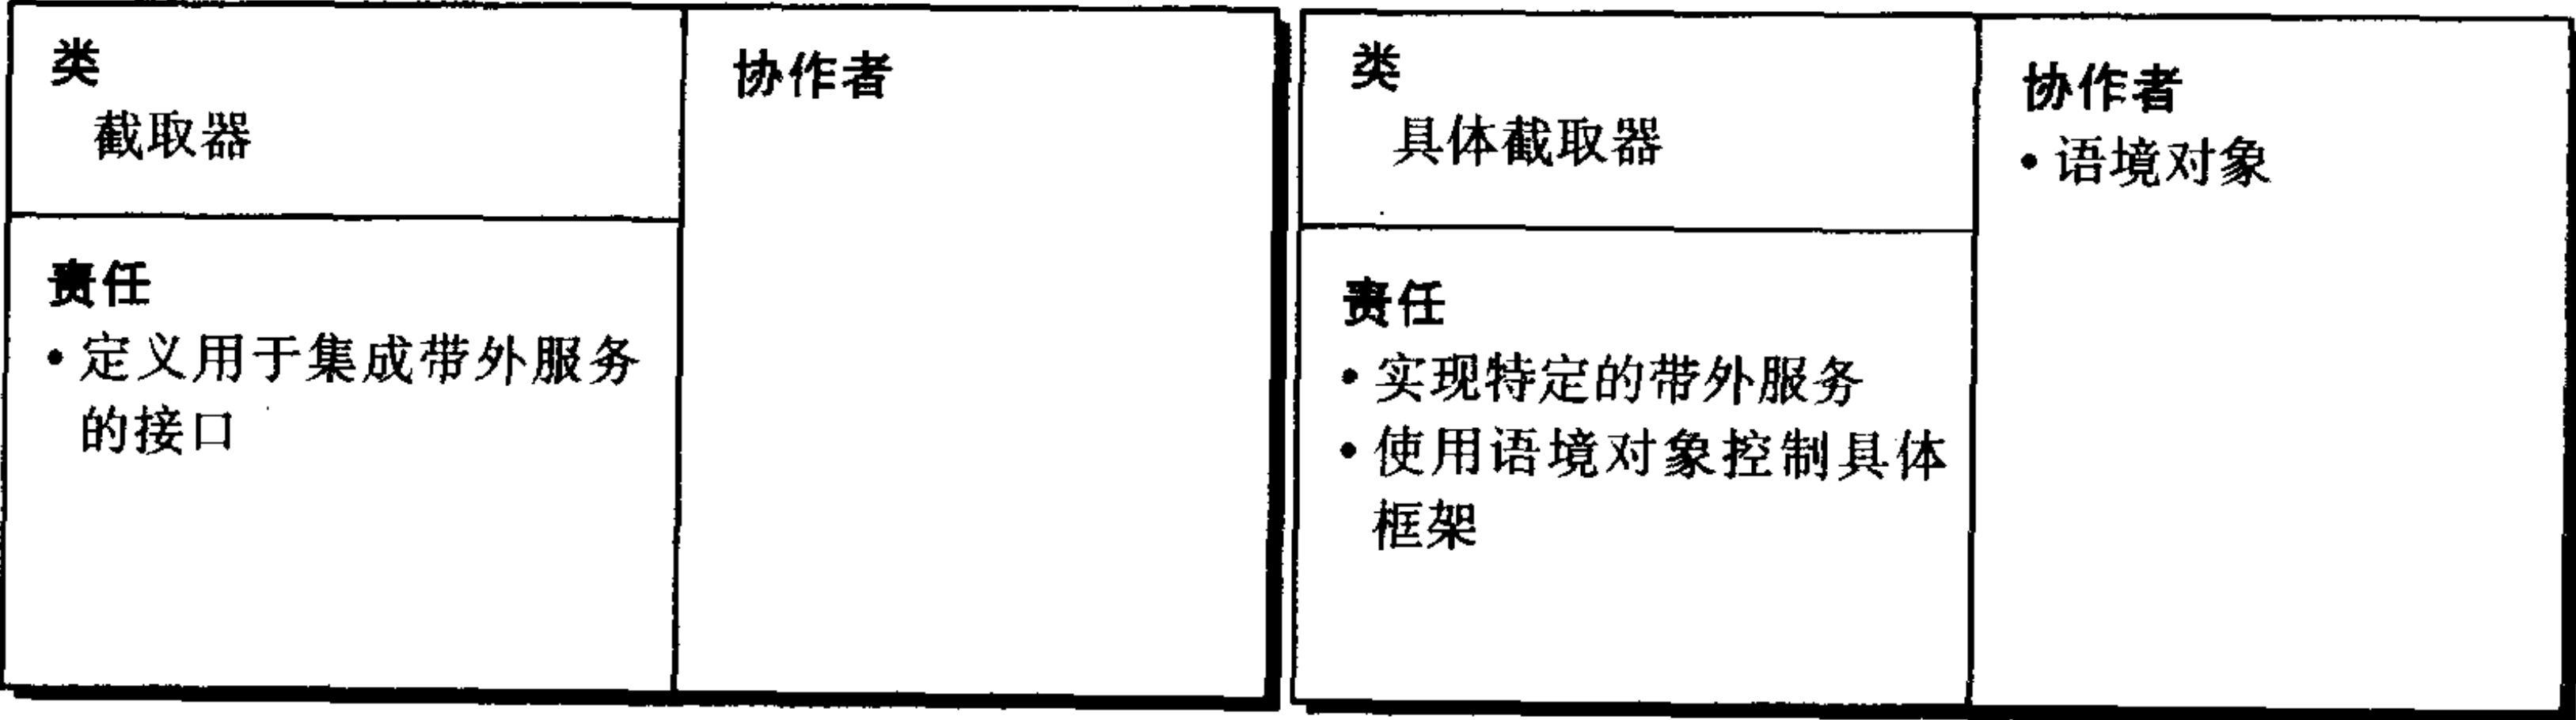 类
截取器
协作者
责任
• 定义用于集成带外服务
的接口
类
具体截取器
协作者
• 语境对象
责任
• 实现特定的带外服务
• 使用语境对象控制具体
框架